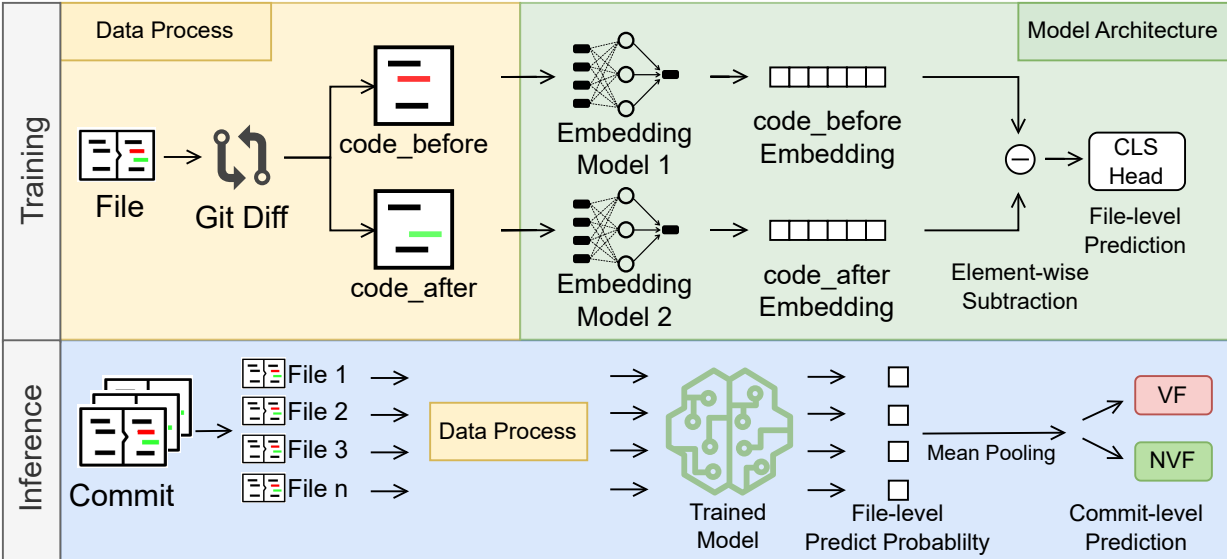 Training
Data Process
Model Architecture
File
Git Diff
code_before
code_after
Embedding
Model 1
Embedding
Model 2
code_before
Embedding
code_after
Embedding
Element-wise
Subtraction
CLS
Head
File-level
Prediction
Inference
Commit
File 1
File 2
File 3
File n
Data Process
Trained
Model
File-level
Predict Probablilty
Mean Pooling
VF
NVF
Commit-level
Prediction